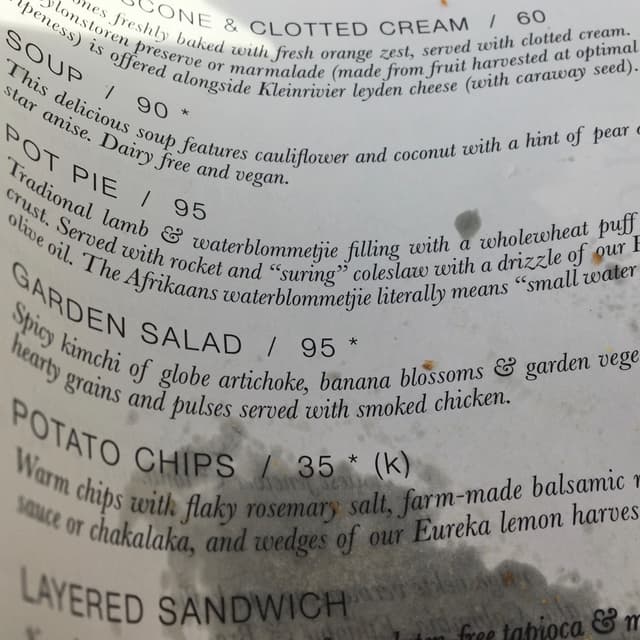 SCONE & CLOTTED CREAM / 60
freshly baked with fresh orange zest, served with clotted cream.
preserve or marmalade (made from fruit harvested at optimal
ripeness) is offered alongside Kleinrivier leyden cheese (with caraway seed).
SOUP / 90 *
This delicious soup features cauliflower and coconut with a hint of pear
star anise. Dairy free and vegan.
POT PIE / 95
Tradional lamb & waterblommetjie filling with a wholewheat puff
crust. Served with rocket and “suring” coleslaw with a drizzle of our
olive oil. The Afrikaans waterblommetjie literally means “small water
GARDEN SALAD / 95 *
Spicy kimchi of globe artichoke, banana blossoms & garden vege
hearty grains and pulses served with smoked chicken.
POTATO CHIPS / 35 * (k)
Warm chips with flaky rosemary salt, farm-made balsamic
sauce or chakalaka, and wedges of our Eureka lemon harves
LAYERED SANDWICH
free tapioca &